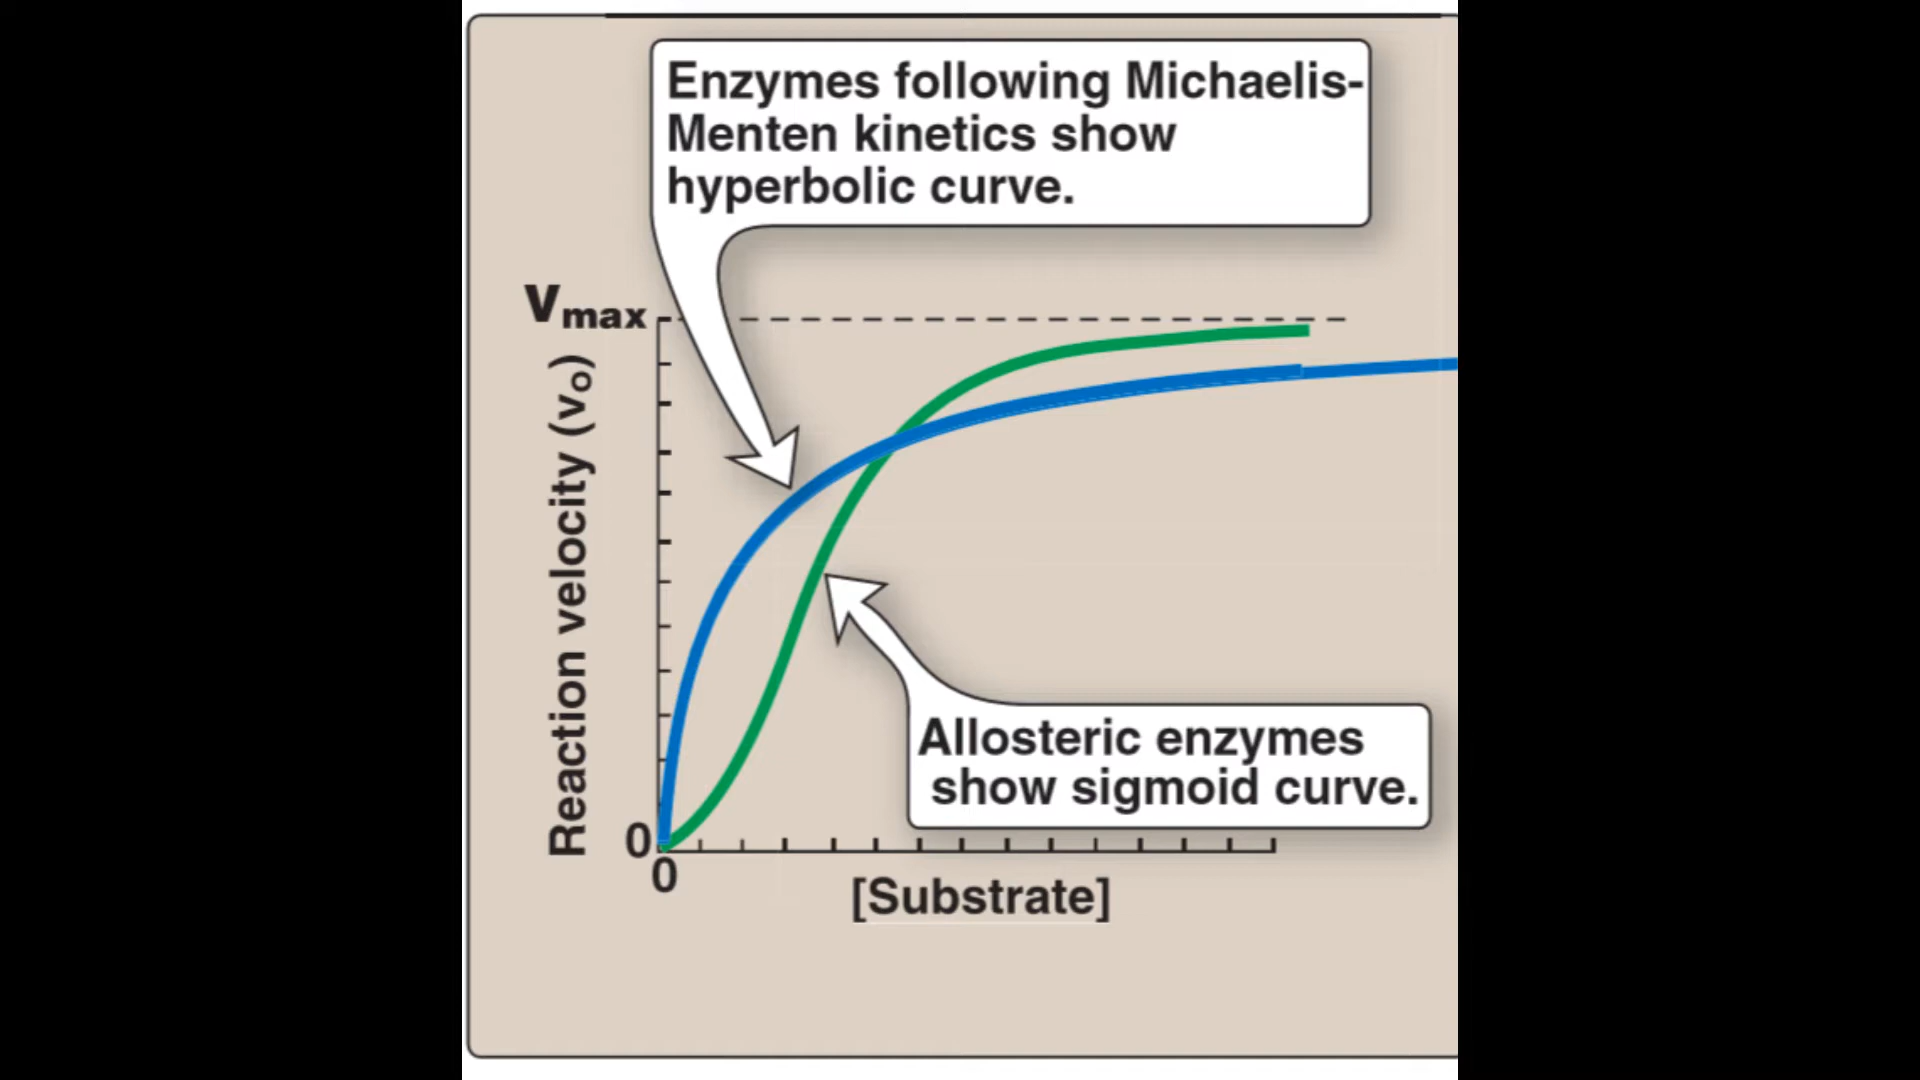 Enzymes following Michaelis-
Menten kinetics show
hyperbolic curve.
Vmax
Reaction velocity (vo)
Allosteric enzymes
show sigmoid curve.
0
0
[Substrate]